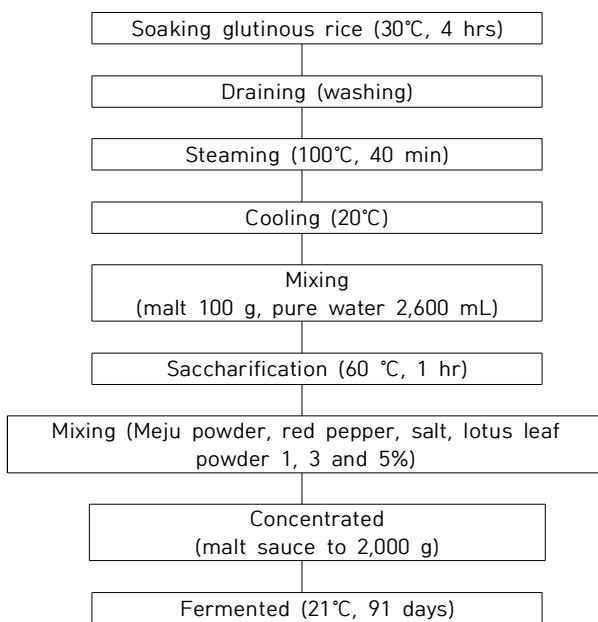 Soaking glutinous rice (30℃, 4 hrs)
Draining (washing)
Steaming (100℃, 40 min)
Cooling (20℃)
Mixing
(malt 100 g, pure water 2,600 mL)
Saccharification (60 ℃, 1 hr)
Mixing (Meju powder, red pepper, salt, lotus leaf
powder 1, 3 and 5%)
Concentrated
(malt sauce to 2,000 g)
Fermented (21℃, 91 days)